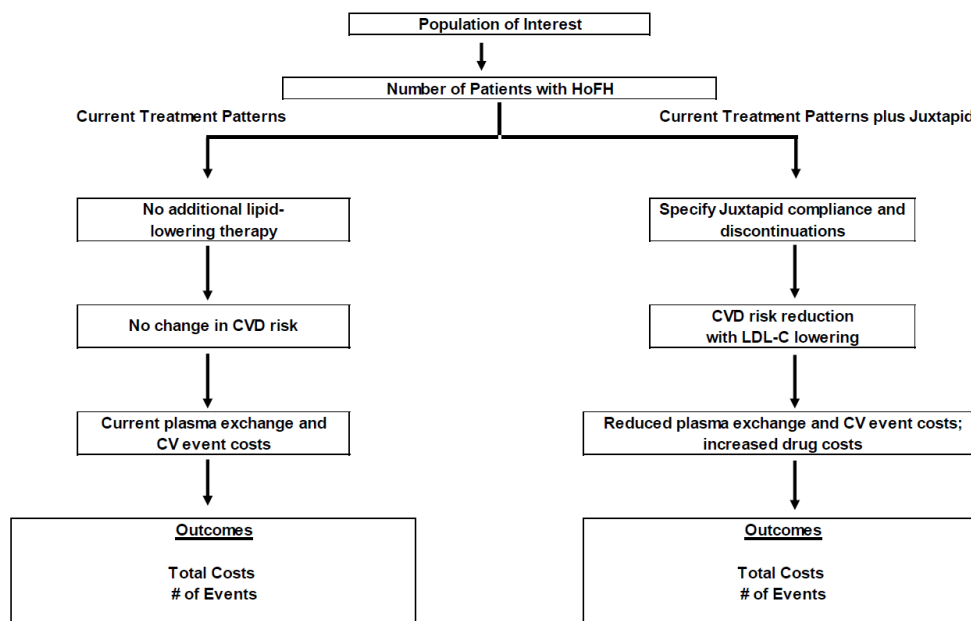 Population of Interest
Number of Patients with HoFH
Current Treatment Patterns
Current Treatment Patterns plus Juxtapid
No additional lipid-
lowering therapy
Specify Juxtapid compliance and
discontinuations
No change in CVD risk
CVD risk reduction
with LDL-C lowering
Current plasma exchange and
CV event costs
Reduced plasma exchange and CV event costs;
increased drug costs
Outcomes
Total Costs
# of Events
Outcomes
Total Costs
# of Events